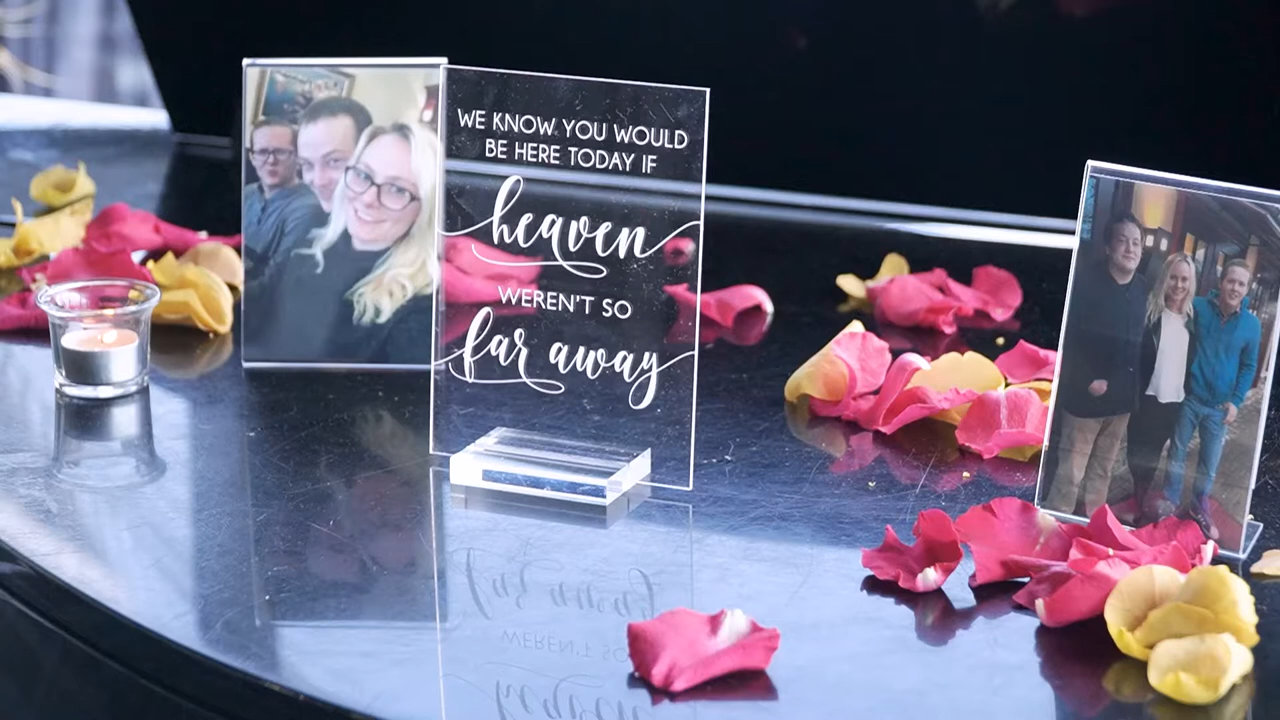 WE KNOW YOU WOULD
BE HERE TODAY IF
heaven
WEREN'T SO
far away